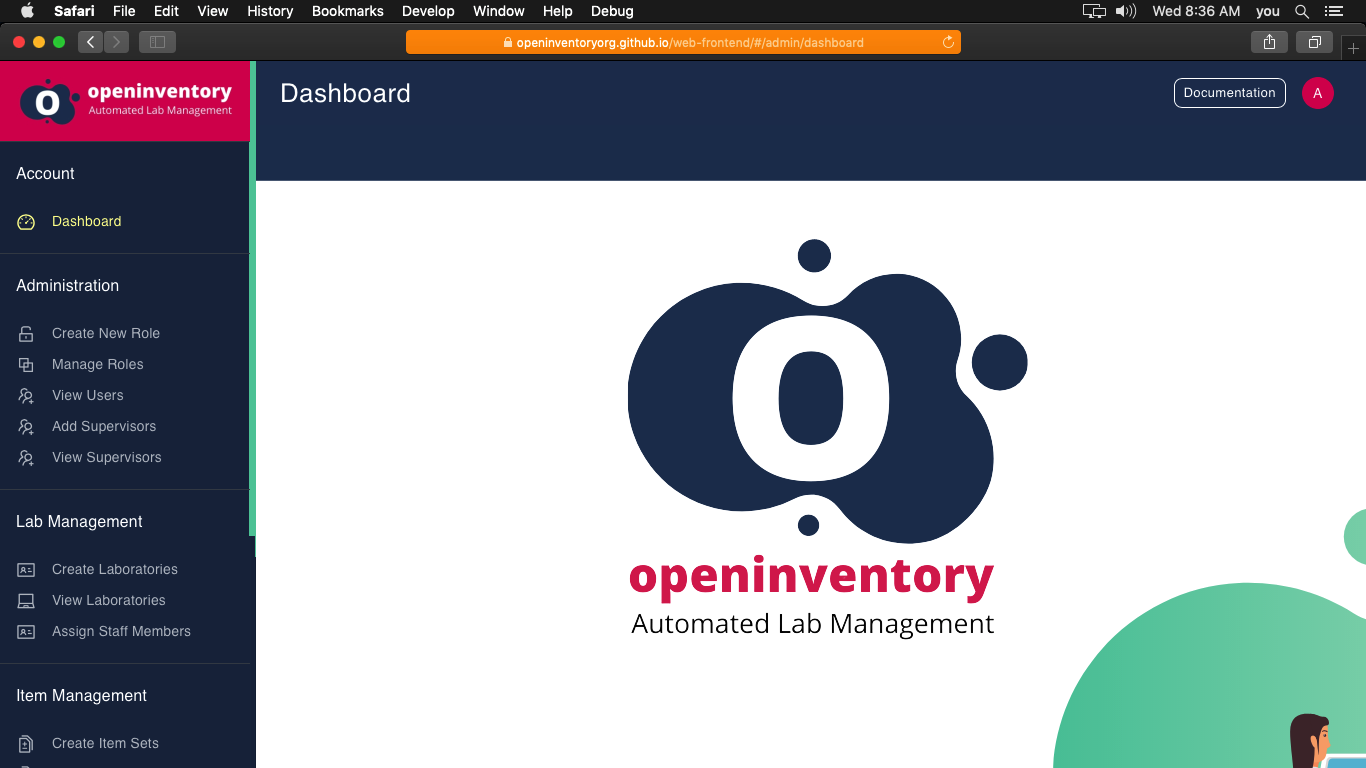 Safari File Edit View History Bookmarks Develop Window Help Debug Wed 8:36 AM you
openinventoryorg.github.io/web-frontend/#/admin/dashboard
openinventory
Automated Lab Management
Dashboard
Documentation
A
Account
Dashboard
Administration
Create New Role
Manage Roles
View Users
Add Supervisors
View Supervisors
Lab Management
Create Laboratories
View Laboratories
Assign Staff Members
Item Management
Create Item Sets
o
openinventory
Automated Lab Management